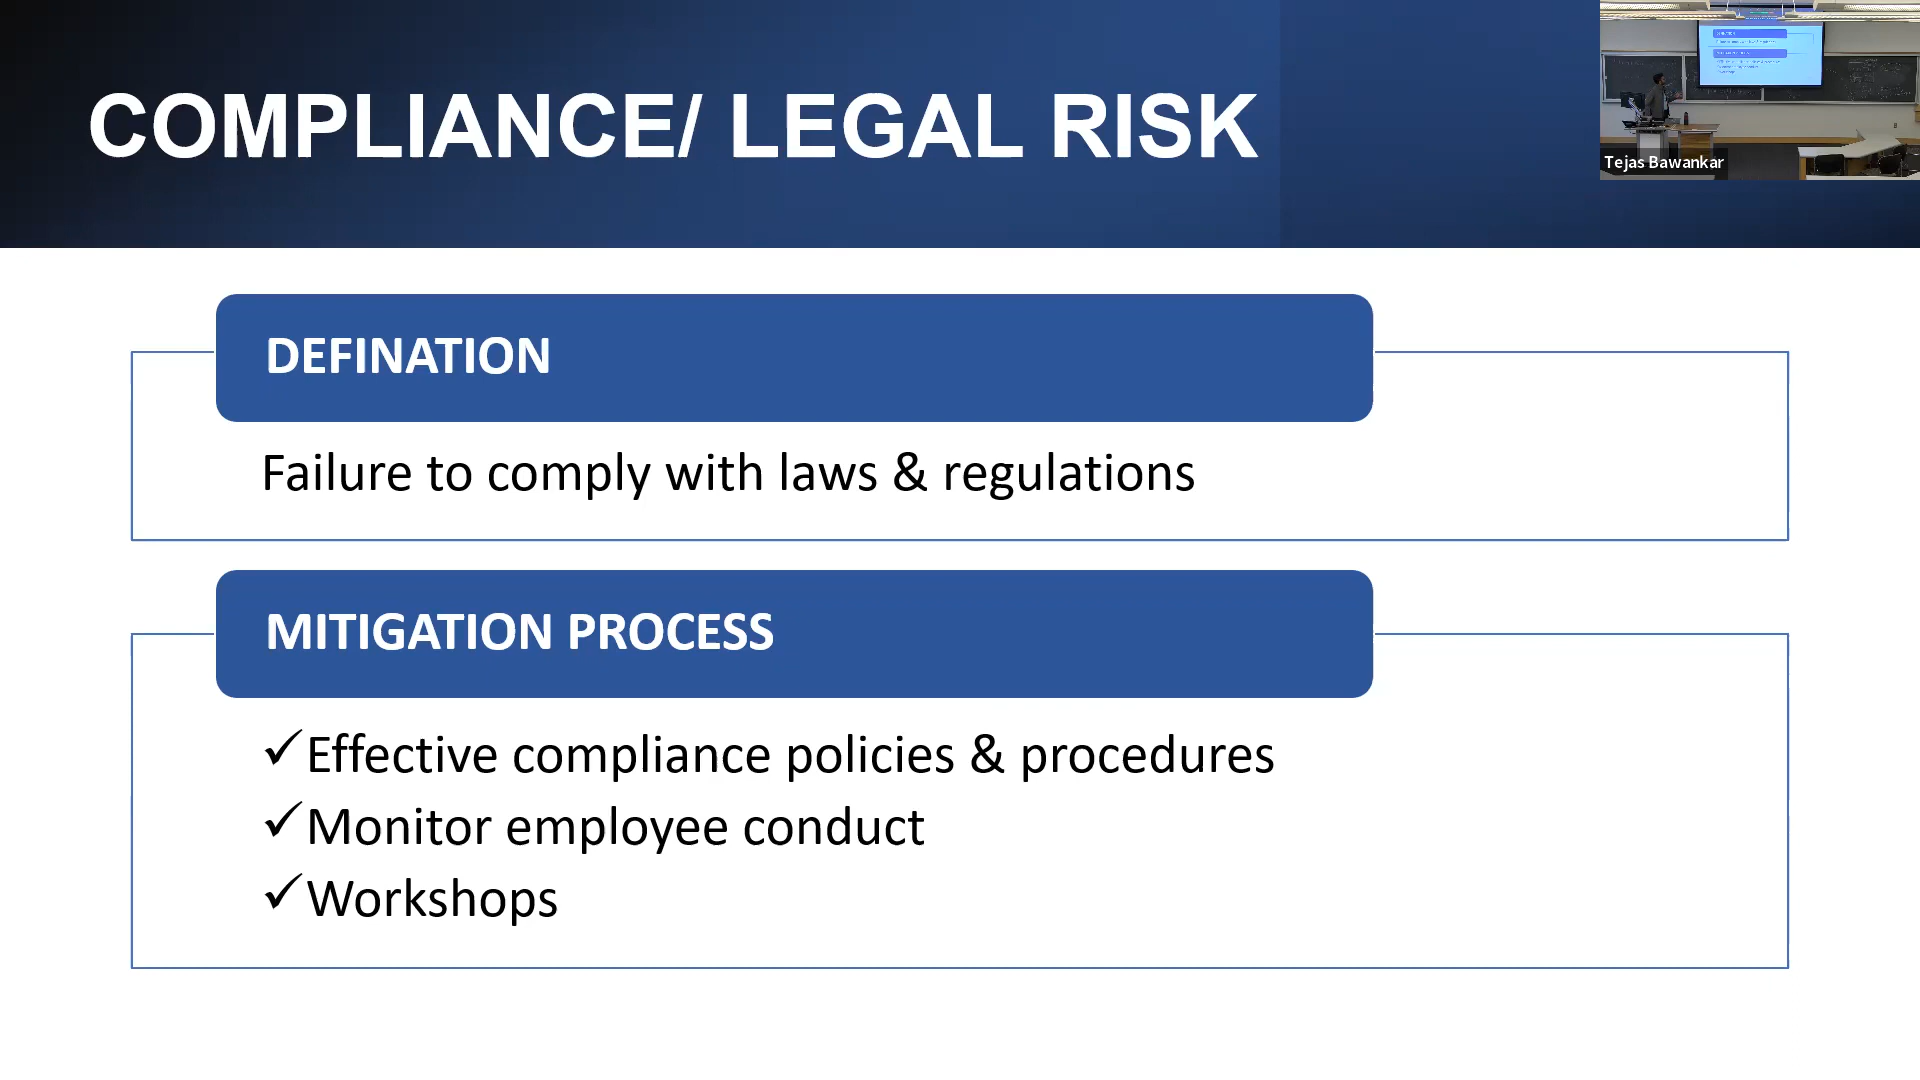 COMPLIANCE/ LEGAL RISK
Tejas Bawankar
DEFINATION
Failure to comply with laws & regulations
MITIGATION PROCESS
✓Effective compliance policies & procedures
✓Monitor employee conduct
✓Workshops